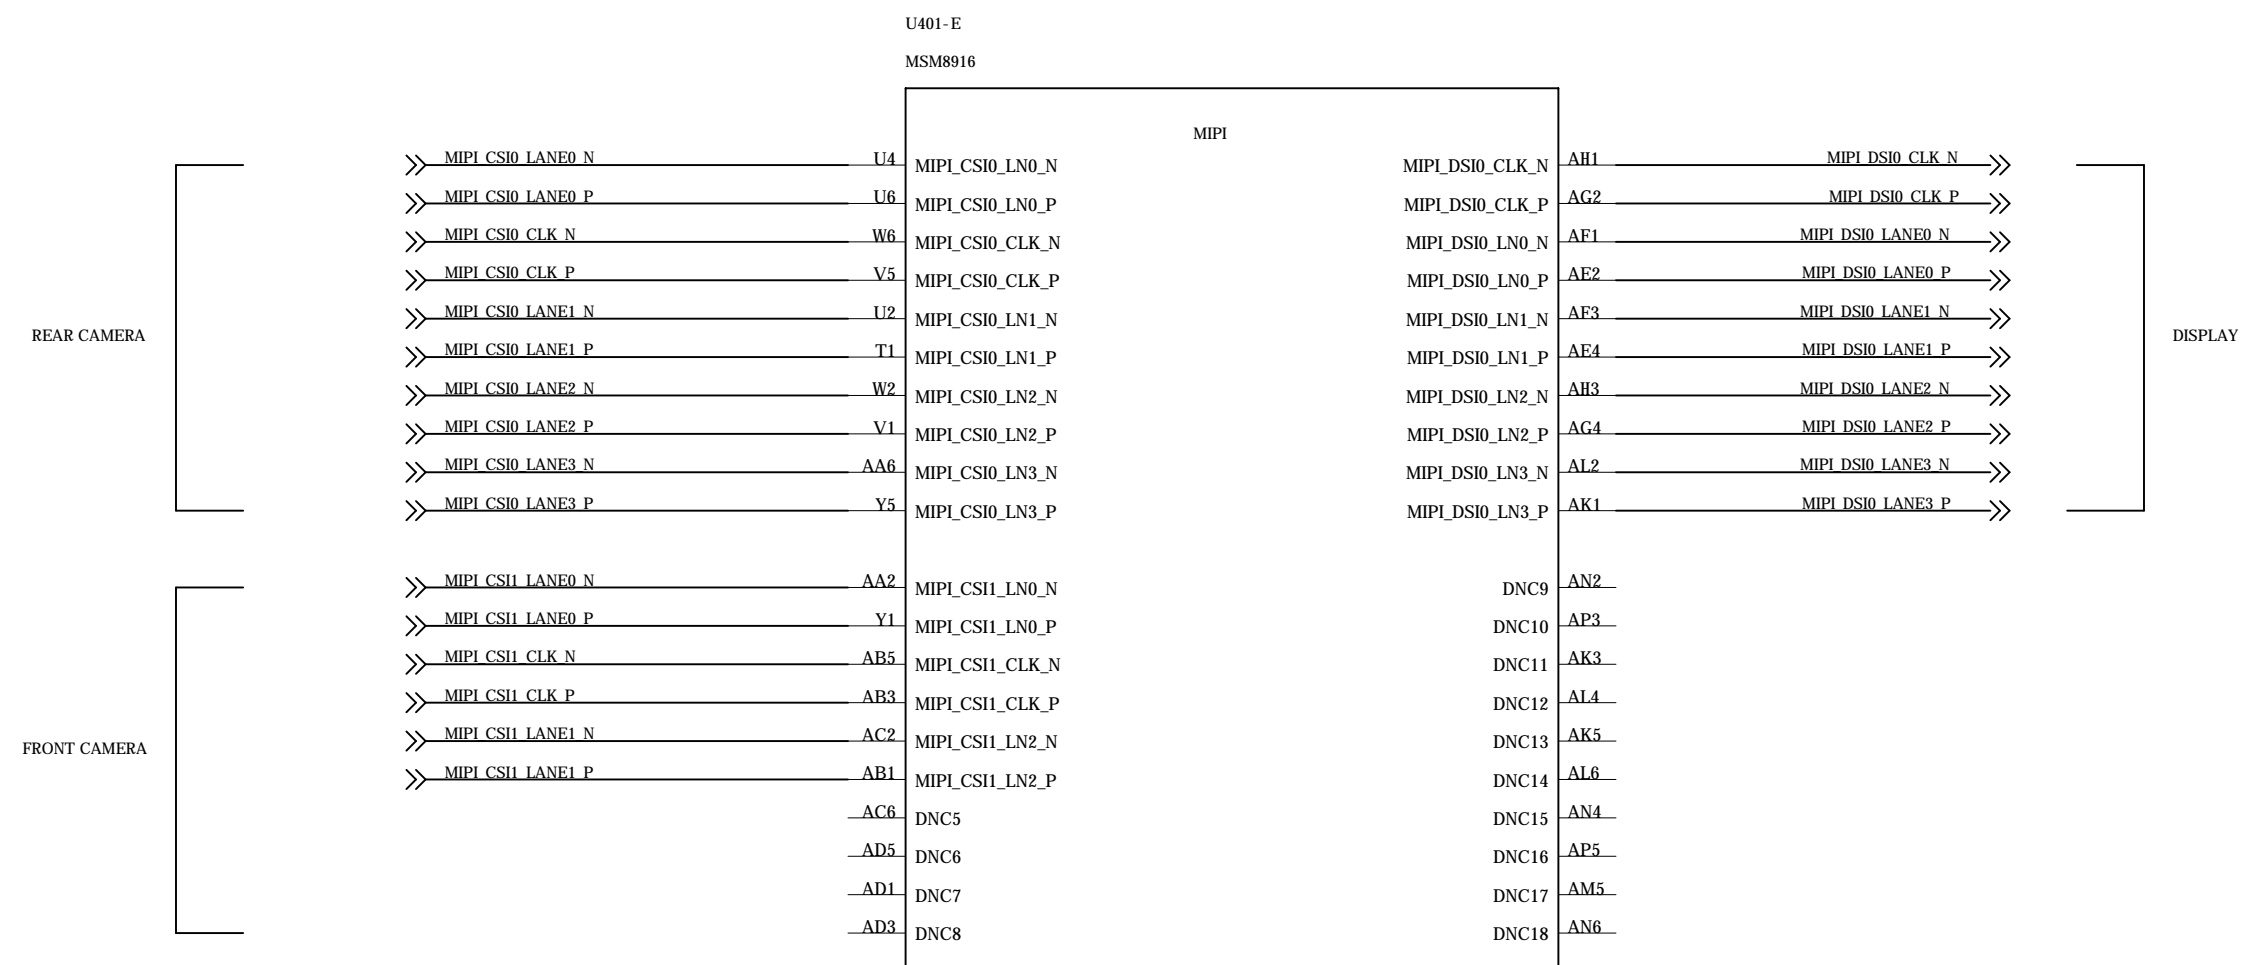 U401-E
MSM8916
MIPI
MIPI_CSI0_LANE0_N U4 MIPI_CSI0_LN0_N MIPI_DSI0_CLK_N AH1 MIPI_DSI0_CLK_N
MIPI_CSI0_LANE0_P U6 MIPI_CSI0_LN0_P MIPI_DSI0_CLK_P AG2 MIPI_DSI0_CLK_P
MIPI_CSI0_CLK_N W6 MIPI_CSI0_CLK_N MIPI_DSI0_LN0_N AF1 MIPI_DSI0_LANE0_N
MIPI_CSI0_CLK_P V5 MIPI_CSI0_CLK_P MIPI_DSI0_LN0_P AE2 MIPI_DSI0_LANE0_P
MIPI_CSI0_LANE1_N U2 MIPI_CSI0_LN1_N MIPI_DSI0_LN1_N AF3 MIPI_DSI0_LANE1_N
REAR CAMERA
DISPLAY
MIPI_CSI0_LANE1_P T1 MIPI_CSI0_LN1_P MIPI_DSI0_LN1_P AE4 MIPI_DSI0_LANE1_P
MIPI_CSI0_LANE2_N W2 MIPI_CSI0_LN2_N MIPI_DSI0_LN2_N AH3 MIPI_DSI0_LANE2_N
MIPI_CSI0_LANE2_P V1 MIPI_CSI0_LN2_P MIPI_DSI0_LN2_P AG4 MIPI_DSI0_LANE2_P
MIPI_CSI0_LANE3_N AA6 MIPI_CSI0_LN3_N MIPI_DSI0_LN3_N AL2 MIPI_DSI0_LANE3_N
MIPI_CSI0_LANE3_P Y5 MIPI_CSI0_LN3_P MIPI_DSI0_LN3_P AK1 MIPI_DSI0_LANE3_P
MIPI_CSI1_LANE0_N AA2 MIPI_CSI1_LN0_N DNC9 AN2
MIPI_CSI1_LANE0_P Y1 MIPI_CSI1_LN0_P DNC10 AP3
MIPI_CSI1_CLK_N AB5 MIPI_CSI1_CLK_N DNC11 AK3
MIPI_CSI1_CLK_P AB3 MIPI_CSI1_CLK_P DNC12 AL4
MIPI_CSI1_LANE1_N AC2 MIPI_CSI1_LN2_N DNC13 AK5
FRONT CAMERA
MIPI_CSI1_LANE1_P AB1 MIPI_CSI1_LN2_P DNC14 AL6
AC6 DNC5 DNC15 AN4
AD5 DNC6 DNC16 AP5
AD1 DNC7 DNC17 AM5
AD3 DNC8 DNC18 AN6